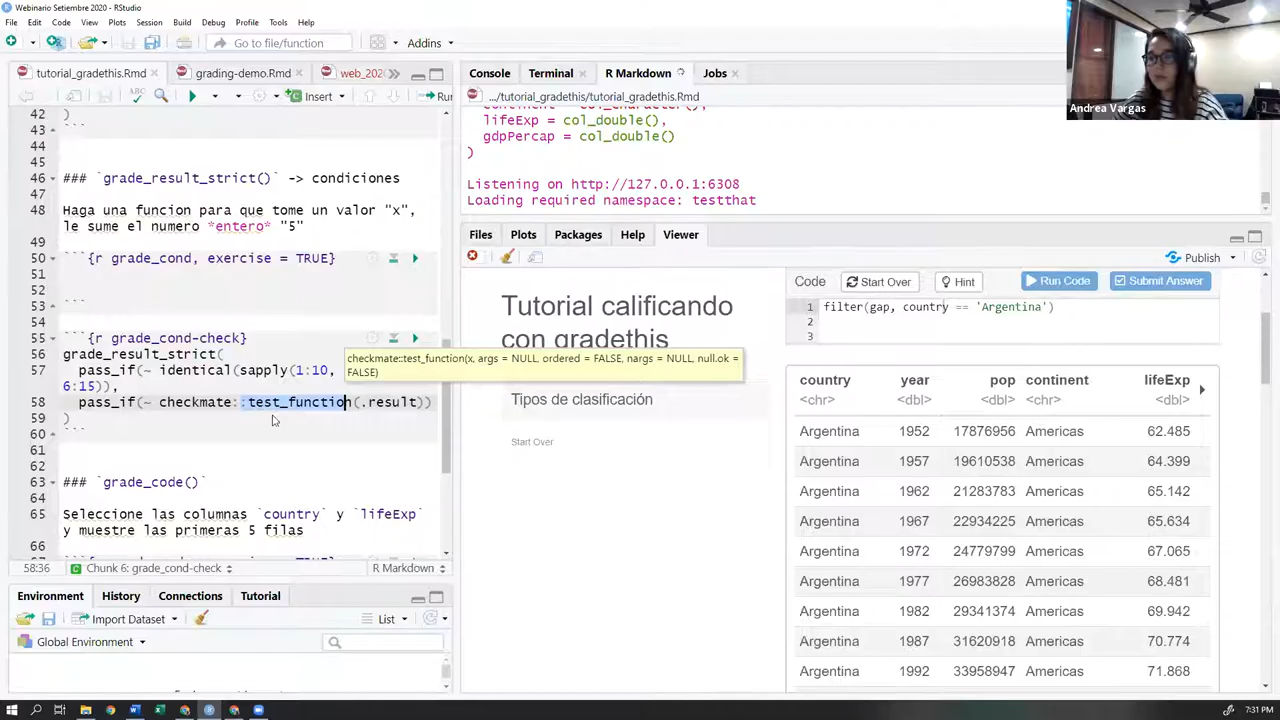 Webinario Setiembre 2020 - RStudio
File Edit Code View Plots Session Build Debug Profile Tools Help
Go to file/function Addins
tutorial_gradethis.Rmd grading-demo.Rmd web_202
Insert Run
42 )
43 ```
44
45
46 ### `grade_result_strict()` -> condiciones
47
48 Haga una funcion para que tome un valor "x",
le sume el numero *entero* "5"
49
50 ```{r grade_cond, exercise = TRUE}
51
52
53 ```
54
55 ```{r grade_cond-check}
56 grade_result_strict(
57 pass_if(~ identical(sapply(1:10,
6:15)),
58 pass_if(~ checkmate::test_function(.result))
59 )
60 ```
61
62
63 ### `grade_code()`
64
65 Seleccione las columnas `country` y `lifeExp`
y muestre las primeras 5 filas
66
checkmate::test_function(x, args = NULL, ordered = FALSE, nargs = NULL, null.ok =
FALSE)
58:36 Chunk 6: grade_cond-check R Markdown
Environment History Connections Tutorial
Import Dataset List
Global Environment
Console Terminal R Markdown Jobs
.../tutorial_gradethis/tutorial_gradethis.Rmd
lifeExp = col_double(),
gdpPercap = col_double()
)
Listening on http://127.0.0.1:6308
Loading required namespace: testthat
Files Plots Packages Help Viewer
Publish
Tutorial calificando
con gradethis
Tipos de clasificación
Start Over
Code Start Over Hint Run Code Submit Answer
1 filter(gap, country == 'Argentina')
2
3
country year pop continent lifeExp
<chr> <dbl> <dbl> <chr> <dbl>
Argentina 1952 17876956 Americas 62.485
Argentina 1957 19610538 Americas 64.399
Argentina 1962 21283783 Americas 65.142
Argentina 1967 22934225 Americas 65.634
Argentina 1972 24779799 Americas 67.065
Argentina 1977 26983828 Americas 68.481
Argentina 1982 29341374 Americas 69.942
Argentina 1987 31620918 Americas 70.774
Argentina 1992 33958947 Americas 71.868
Andrea Vargas
7:31 PM